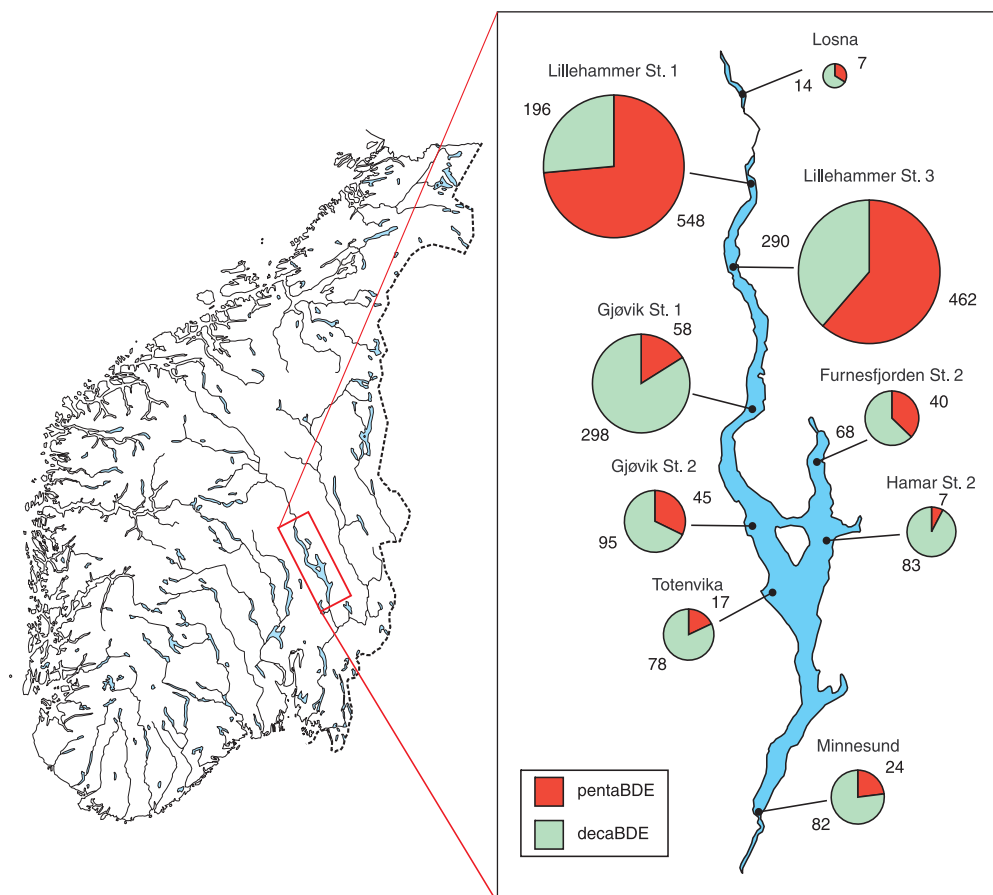 Losna
7
14
Lillehammer St. 1
196
548
Lillehammer St. 3
290
462
Gjøvik St. 1
58
298
Furnesfjorden St. 2
40
68
Gjøvik St. 2
45
95
Hamar St. 2
7
83
Totenvika
17
78
Minnesund
24
82
pentaBDE
decaBDE